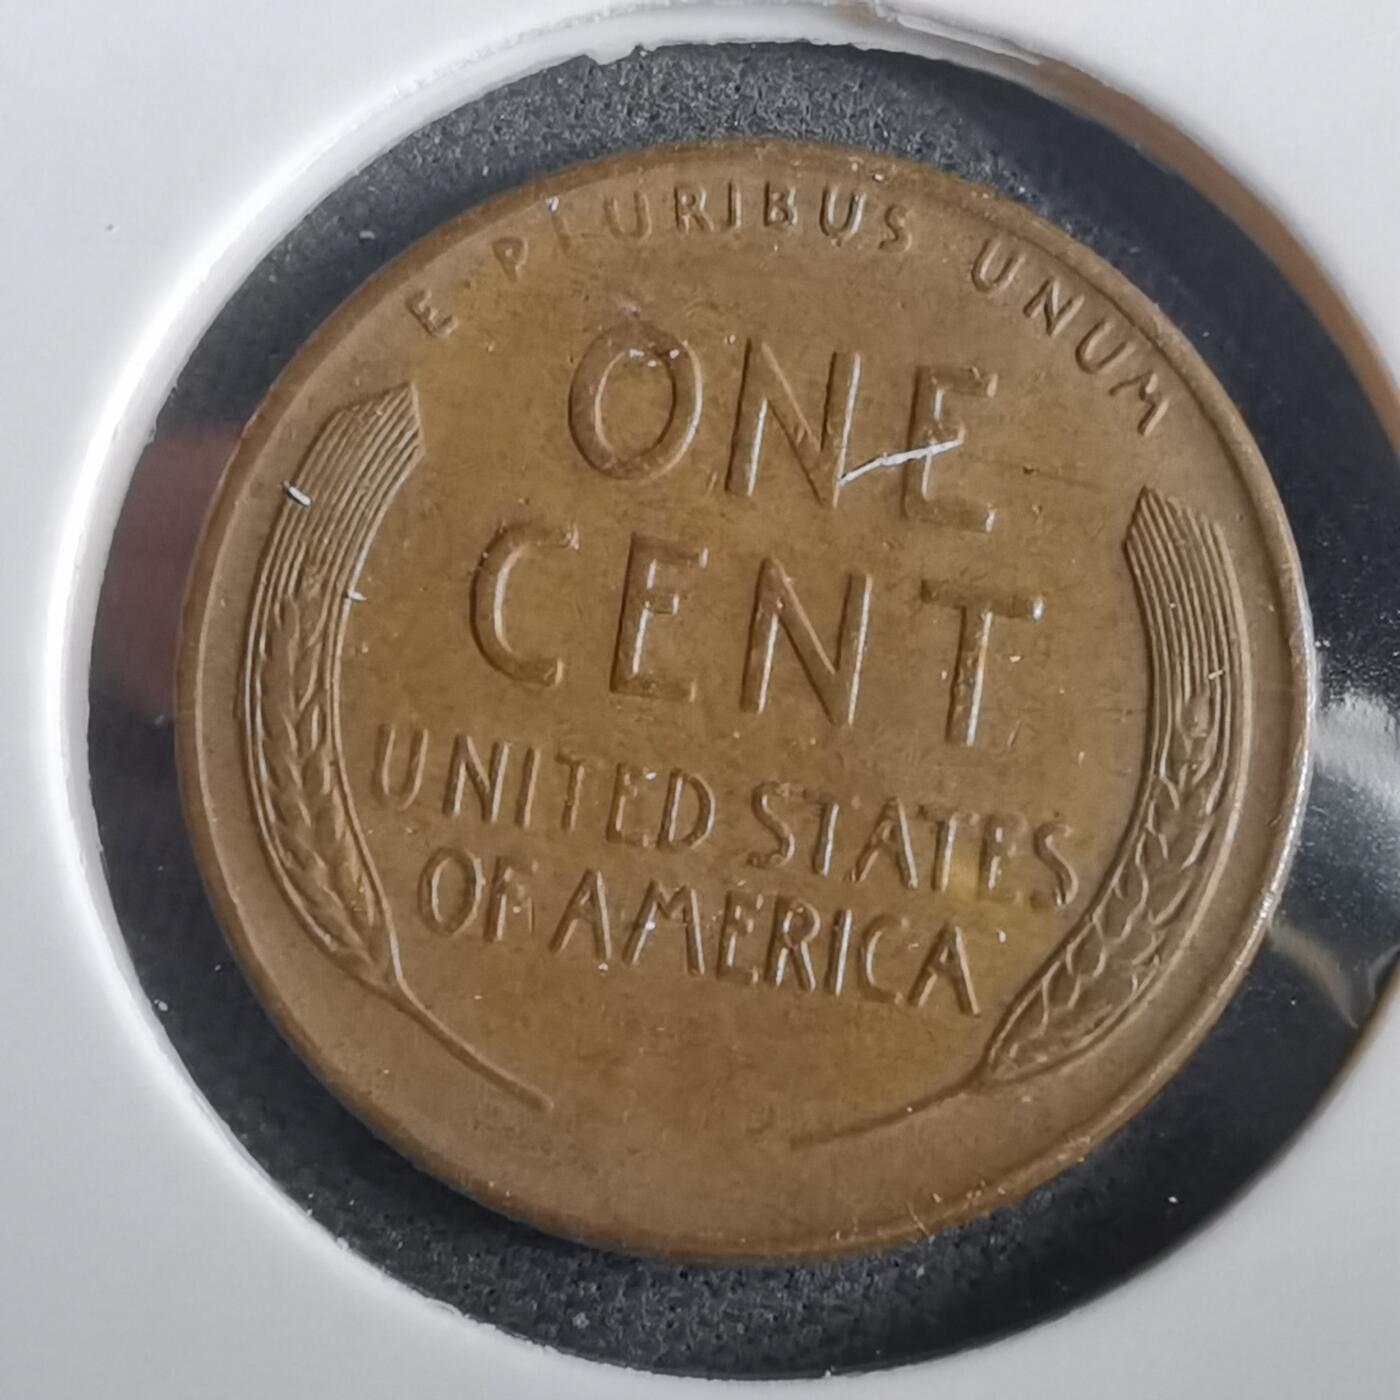 E PLURIBUS UNUM
ONE
CENT
UNITED STATES
OF AMERICA